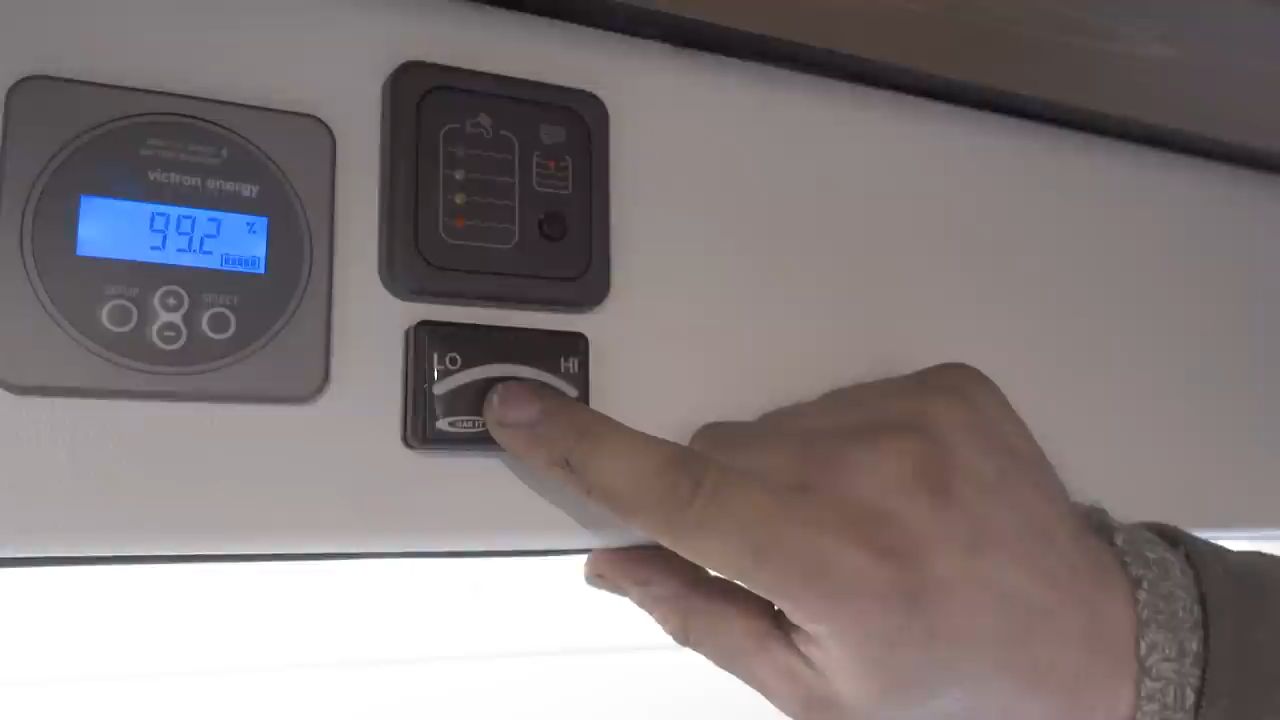 victron energy
99.2 %
SETUP + SELECT
−
LO HI